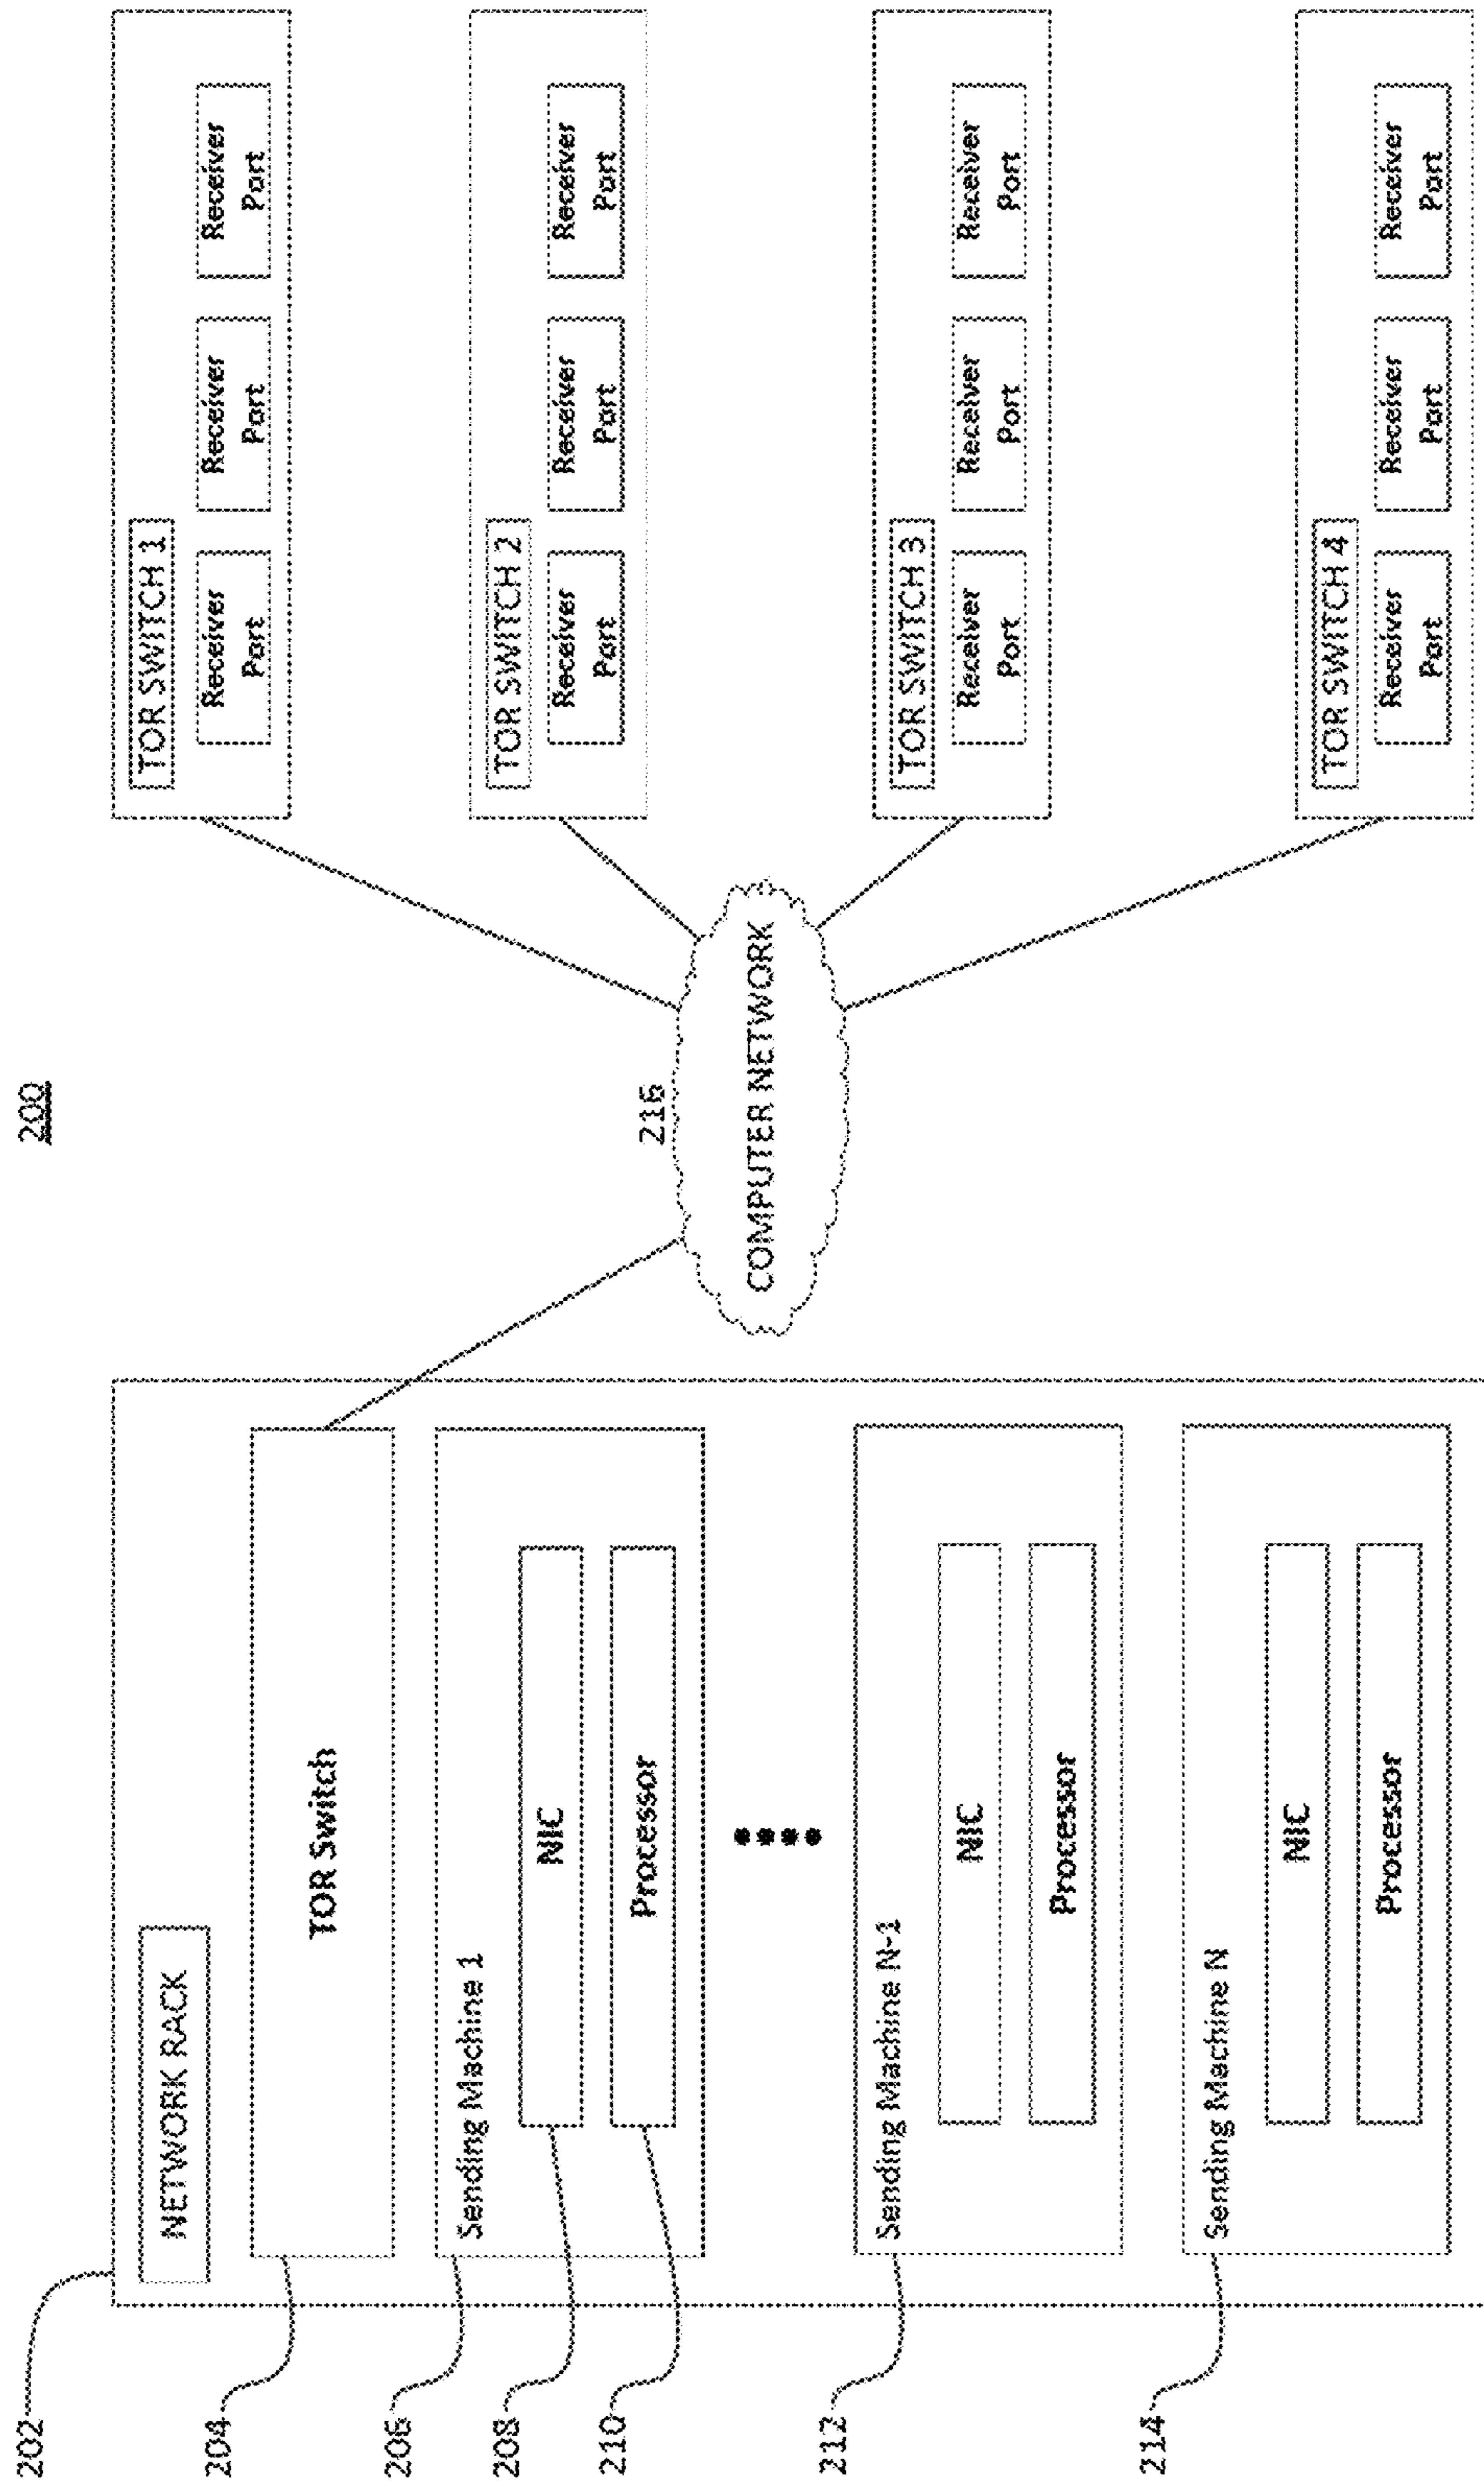 200
202
NETWORK RACK
204
TOR Switch
206
Sending Machine 1
208
NIC
210
Processor
212
Sending Machine N-1
NIC
Processor
214
Sending Machine N
NIC
Processor
216
COMPUTER NETWORK
TOR SWITCH 1
Receiver
Port
Receiver
Port
Receiver
Port
TOR SWITCH 2
Receiver
Port
Receiver
Port
Receiver
Port
TOR SWITCH 3
Receiver
Port
Receiver
Port
Receiver
Port
TOR SWITCH 4
Receiver
Port
Receiver
Port
Receiver
Port